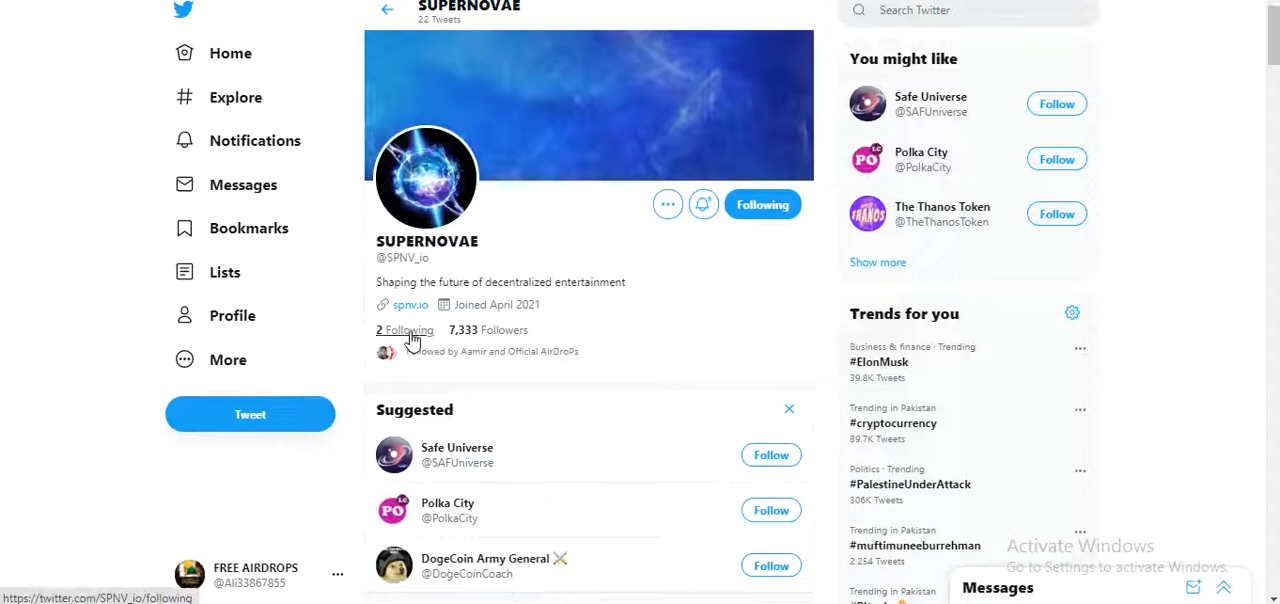 SUPERNOVAE
22 Tweets
Search Twitter
Home
Explore
Notifications
Messages
Bookmarks
Lists
Profile
More
Tweet
FREE AIRDROPS
@Ali33867855
Following
SUPERNOVAE
@SPNV_io
Shaping the future of decentralized entertainment
spnv.io Joined April 2021
2 Following 7,333 Followers
Followed by Aamir and Official AirDroPs
Suggested
Safe Universe
@SAFUniverse
Follow
Polka City
@PolkaCity
Follow
DogeCoin Army General
@DogeCoinCoach
Follow
You might like
Safe Universe
@SAFUniverse
Follow
Polka City
@PolkaCity
Follow
The Thanos Token
@TheThanosToken
Follow
Show more
Trends for you
Business & finance · Trending
#ElonMusk
39.8K Tweets
Trending in Pakistan
#cryptocurrency
89.7K Tweets
Politics · Trending
#PalestineUnderAttack
306K Tweets
Trending in Pakistan
#muftimuneeburrehman
2,254 Tweets
Trending in Pakistan
Activate Windows
Go to Settings to activate Windows.
Messages
https://twitter.com/SPNV_io/following